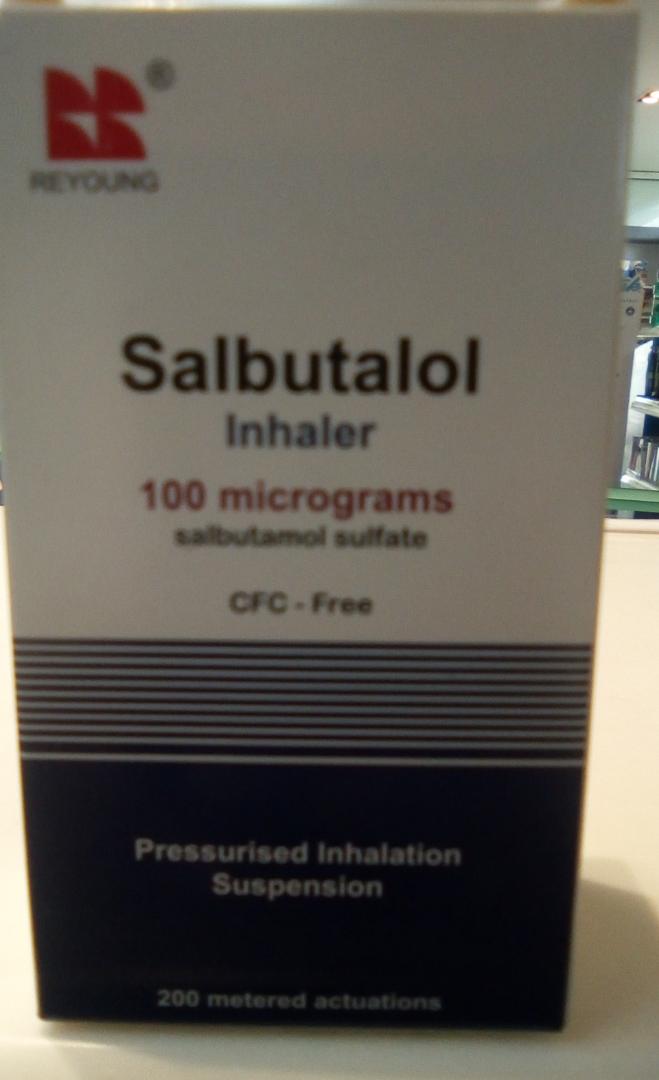 ®
REYOUNG
Salbutalol
Inhaler
100 micrograms
salbutamol sulfate
CFC - Free
Pressurised Inhalation
Suspension
200 metered actuations